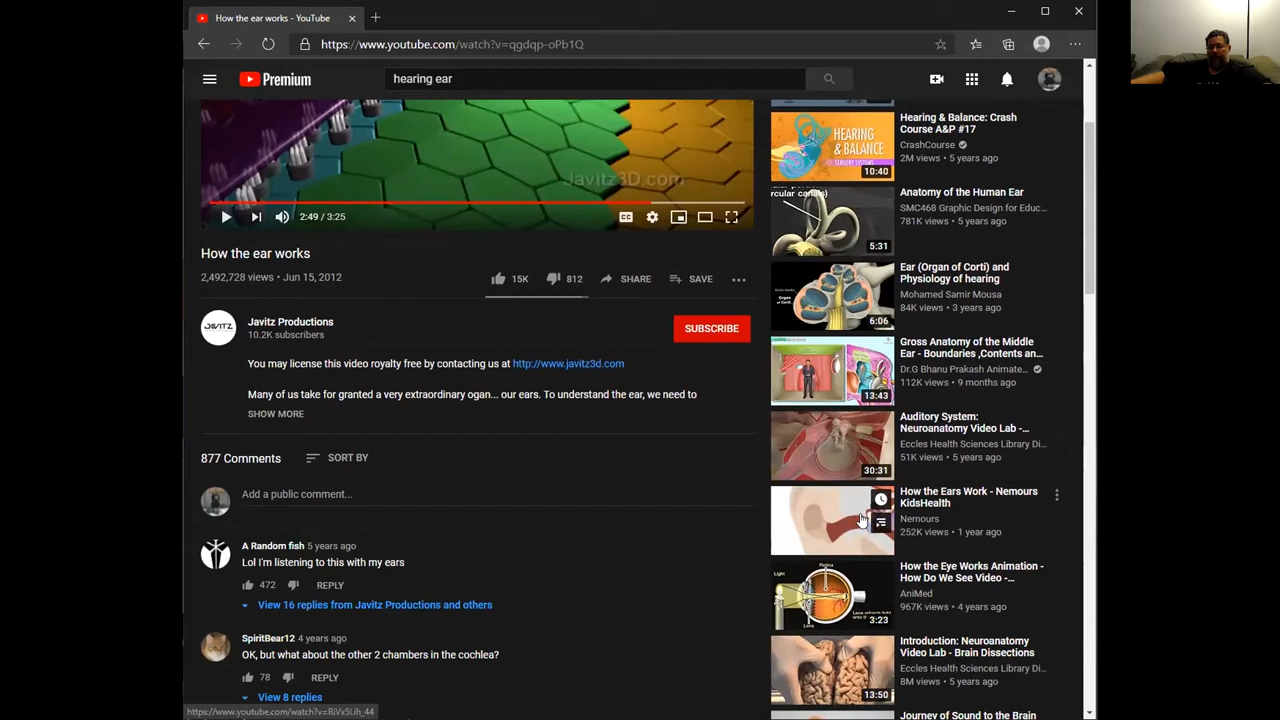 How the ear works - YouTube
https://www.youtube.com/watch?v=qgdqp-oPb1Q
Premium
hearing ear
Javitz3D.com
2:49 / 3:25
CC
How the ear works
2,492,728 views • Jun 15, 2012
15K
812
SHARE
SAVE
JAVITZ
Javitz Productions
10.2K subscribers
SUBSCRIBE
You may license this video royalty free by contacting us at http://www.javitz3d.com
Many of us take for granted a very extraordinary ogan... our ears. To understand the ear, we need to
SHOW MORE
877 Comments
SORT BY
Add a public comment...
A Random fish 5 years ago
Lol I'm listening to this with my ears
472
REPLY
View 16 replies from Javitz Productions and others
SpiritBear12 4 years ago
OK, but what about the other 2 chambers in the cochlea?
78
REPLY
View 8 replies
https://www.youtube.com/watch?v=RiVx5Lih_44
HEARING
& BALANCE
SENSORY SYSTEMS
10:40
Hearing & Balance: Crash
Course A&P #17
CrashCourse
2M views • 5 years ago
rcular canals)
5:31
Anatomy of the Human Ear
SMC468 Graphic Design for Educ...
781K views • 5 years ago
6:06
Ear (Organ of Corti) and
Physiology of hearing
Mohamed Samir Mousa
84K views • 3 years ago
13:43
Gross Anatomy of the Middle
Ear - Boundaries ,Contents an...
Dr.G Bhanu Prakash Animate...
112K views • 9 months ago
30:31
Auditory System:
Neuroanatomy Video Lab -...
Eccles Health Sciences Library Di...
51K views • 5 years ago
How the Ears Work - Nemours
KidsHealth
Nemours
252K views • 1 year ago
Light
Retina
Lens
3:23
How the Eye Works Animation -
How Do We See Video -...
AniMed
967K views • 4 years ago
13:50
Introduction: Neuroanatomy
Video Lab - Brain Dissections
Eccles Health Sciences Library Di...
8M views • 5 years ago
Journey of Sound to the Brain